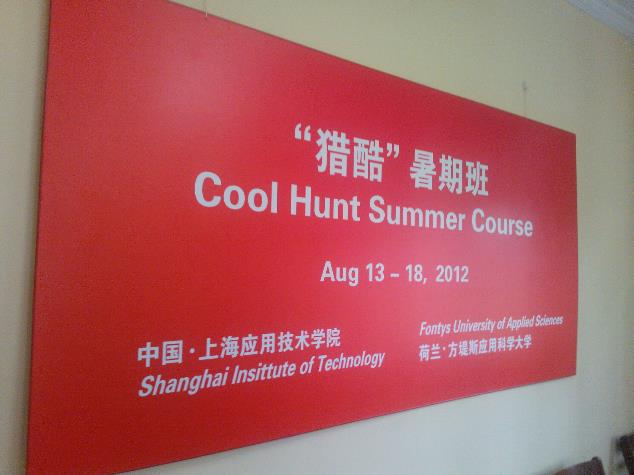 “猎酷”暑期班
Cool Hunt Summer Course
Aug 13 – 18, 2012
中国·上海应用技术学院
Shanghai Insittute of Technology
Fontys University of Applied Sciences
荷兰·方堤斯应用科学大学